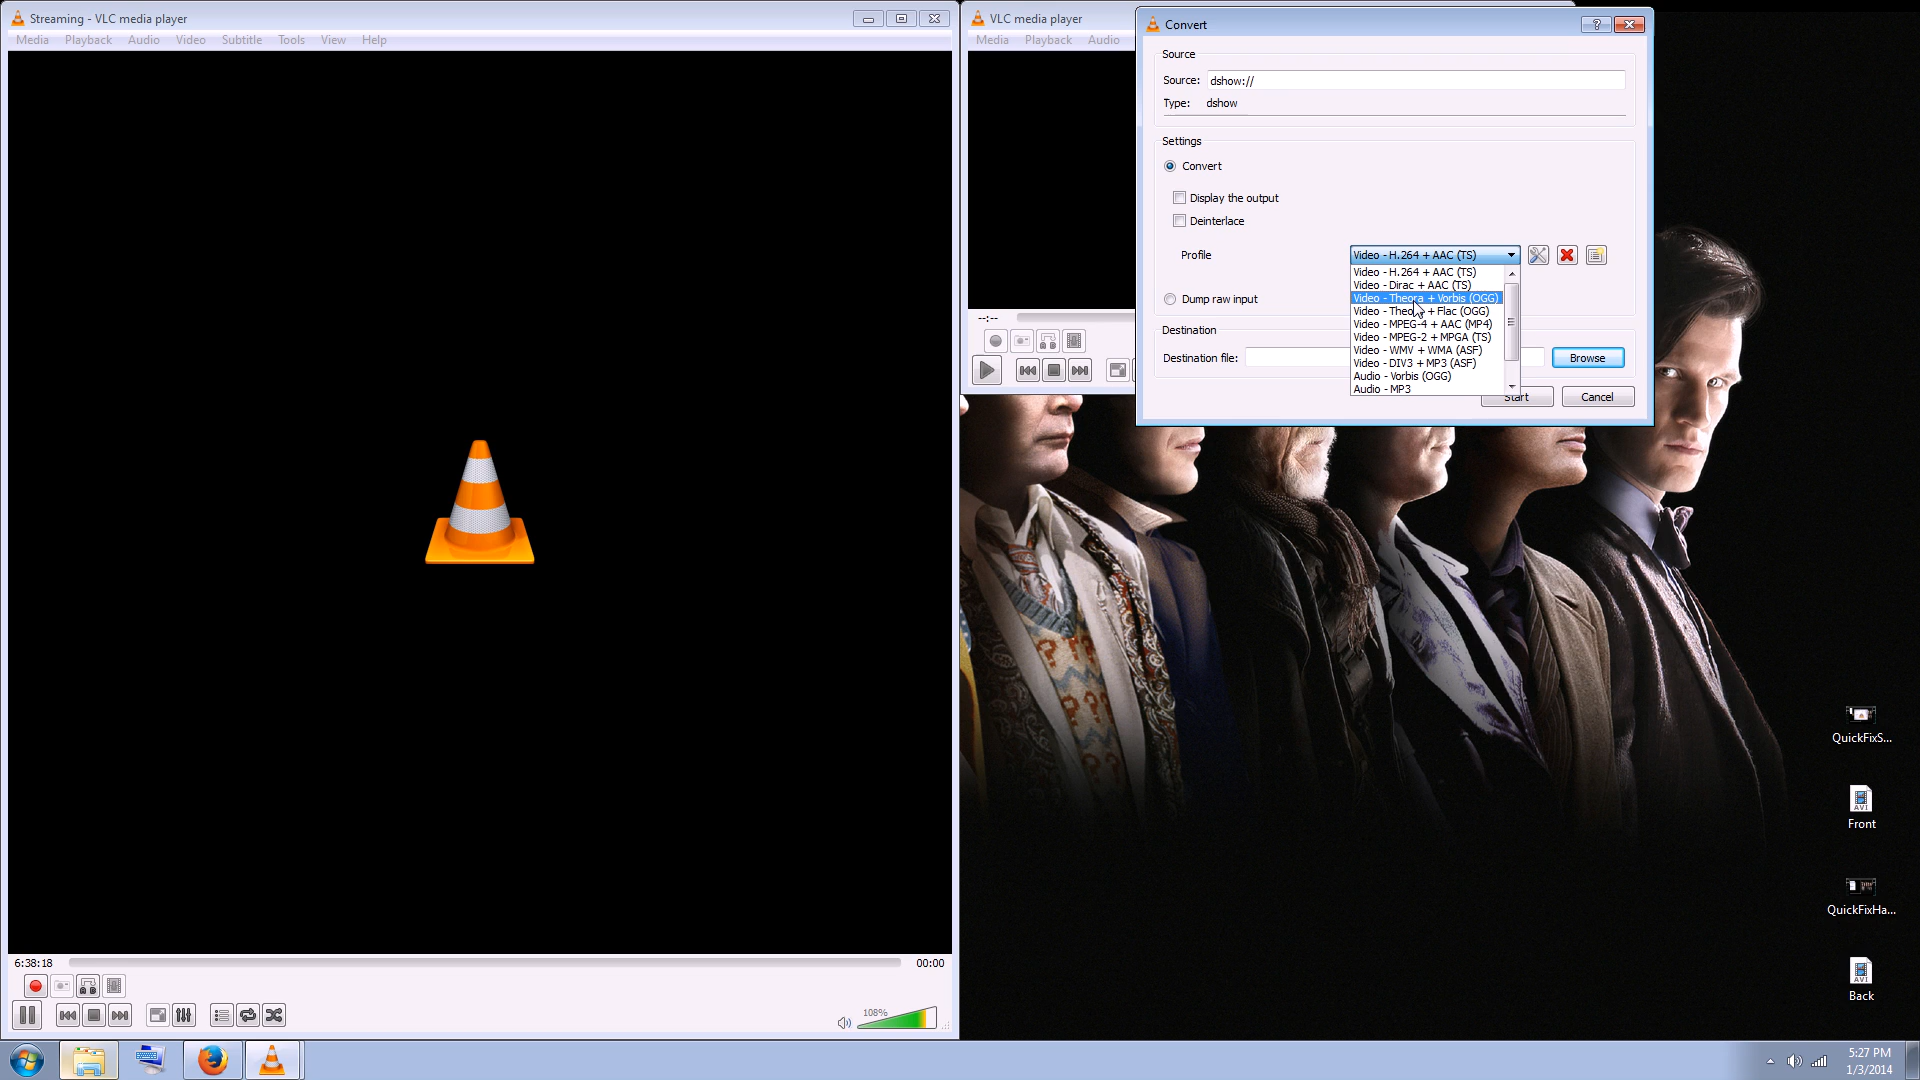 Streaming - VLC media player
Media Playback Audio Video Subtitle Tools View Help
6:38:18
00:00
108%
VLC media player
Media Playback Audio
--:--
Convert
?
Source
Source: dshow://
Type: dshow
Settings
Convert
Display the output
Deinterlace
Profile
Video - H.264 + AAC (TS)
Video - H.264 + AAC (TS)
Video - Dirac + AAC (TS)
Video - Theora + Vorbis (OGG)
Video - Theora + Flac (OGG)
Video - MPEG-4 + AAC (MP4)
Video - MPEG-2 + MPGA (TS)
Video - WMV + WMA (ASF)
Video - DIV3 + MP3 (ASF)
Audio - Vorbis (OGG)
Audio - MP3
Dump raw input
Destination
Destination file:
Browse
Start
Cancel
QuickFixS...
AVI
Front
QuickFixHa...
AVI
Back
5:27 PM
1/3/2014